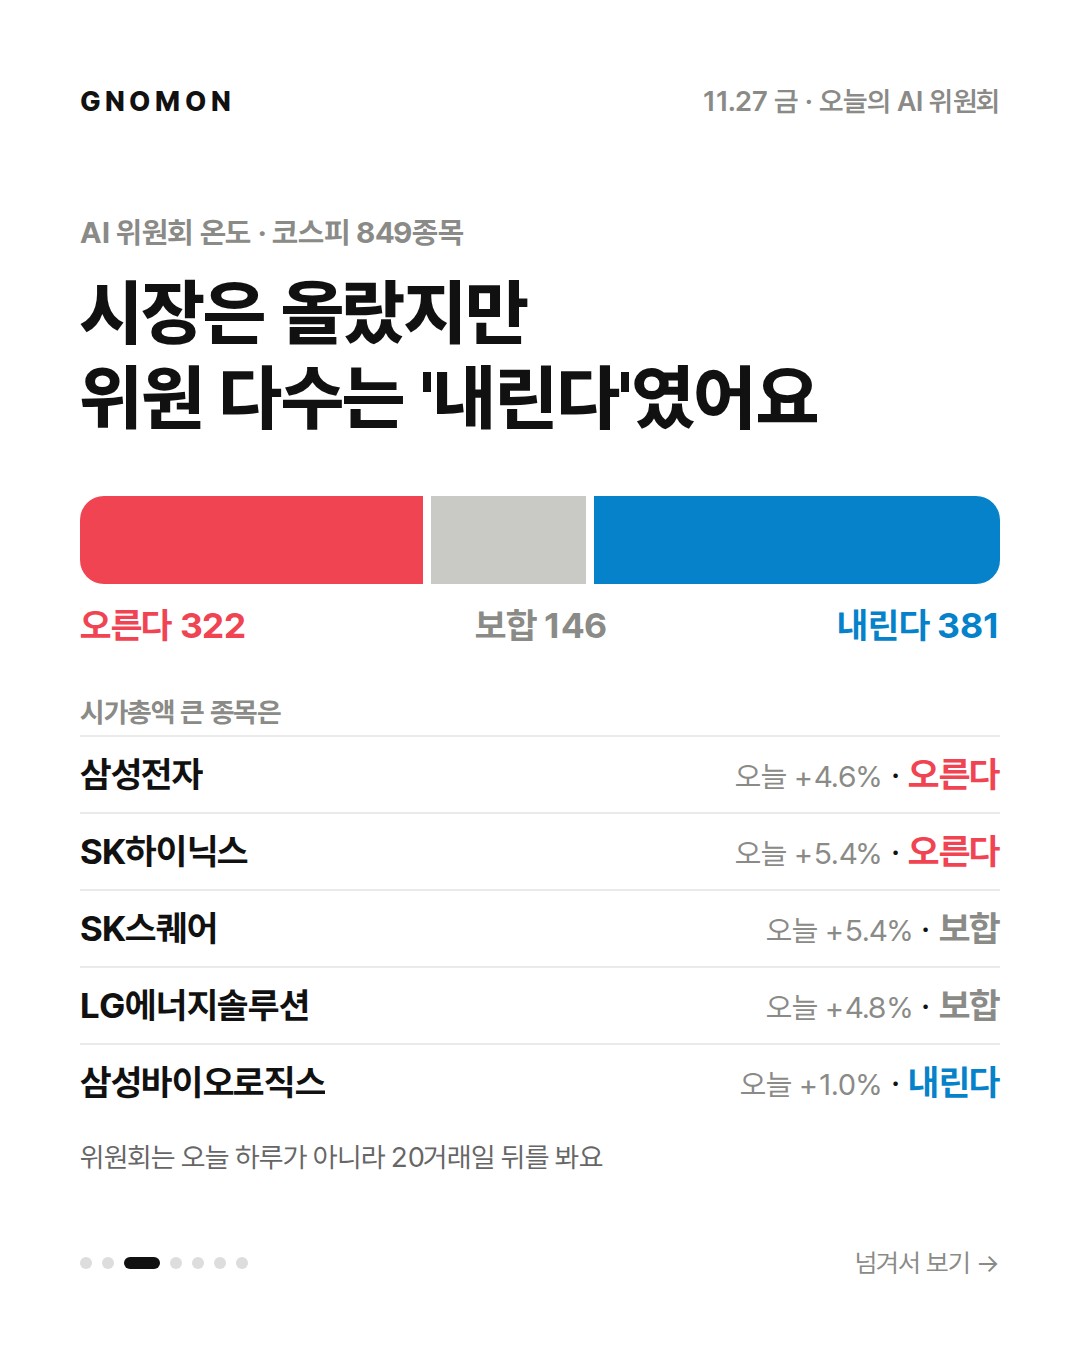 GNOMON
11.27 금 · 오늘의 AI 위원회
AI 위원회 온도 · 코스피 849종목
시장은 올랐지만
위원 다수는 '내린다'였어요
오른다 322 보합 146 내린다 381
시가총액 큰 종목은
삼성전자 오늘 +4.6% · 오른다
SK하이닉스 오늘 +5.4% · 오른다
SK스퀘어 오늘 +5.4% · 보합
LG에너지솔루션 오늘 +4.8% · 보합
삼성바이오로직스 오늘 +1.0% · 내린다
위원회는 오늘 하루가 아니라 20거래일 뒤를 봐요
넘겨서 보기 →